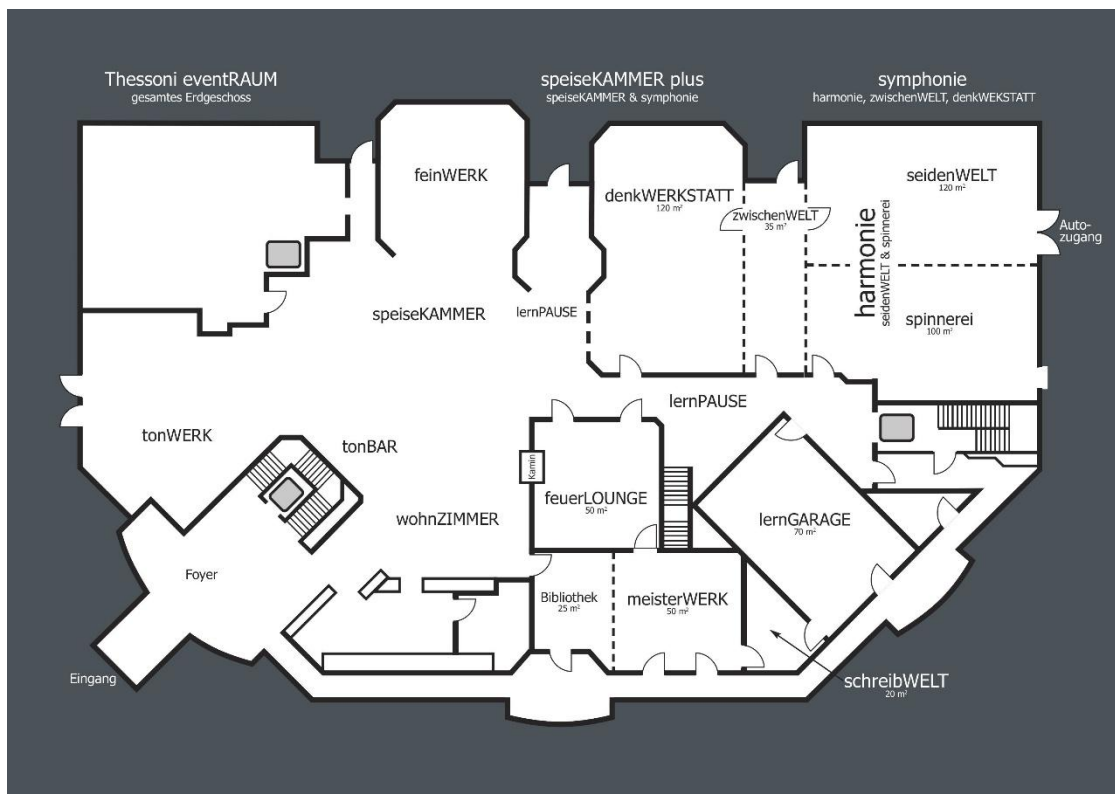 Thessoni eventRAUM
gesamtes Erdgeschoss
speiseKAMMER plus
speiseKAMMER & symphonie
symphonie
harmonie, zwischenWELT, denkWEKSTATT
feinWERK
denkWERKSTATT
120 m²
zwischenWELT
35 m²
seidenWELT
120 m²
harmonie
seidenWELT & spinnerei
Auto-
zugang
speiseKAMMER
lernPAUSE
spinnerei
100 m²
lernPAUSE
tonWERK
tonBAR
Kamin
feuerLOUNGE
50 m²
wohnZIMMER
lernGARAGE
70 m²
Foyer
Bibliothek
25 m²
meisterWERK
50 m²
Eingang
schreibWELT
20 m²